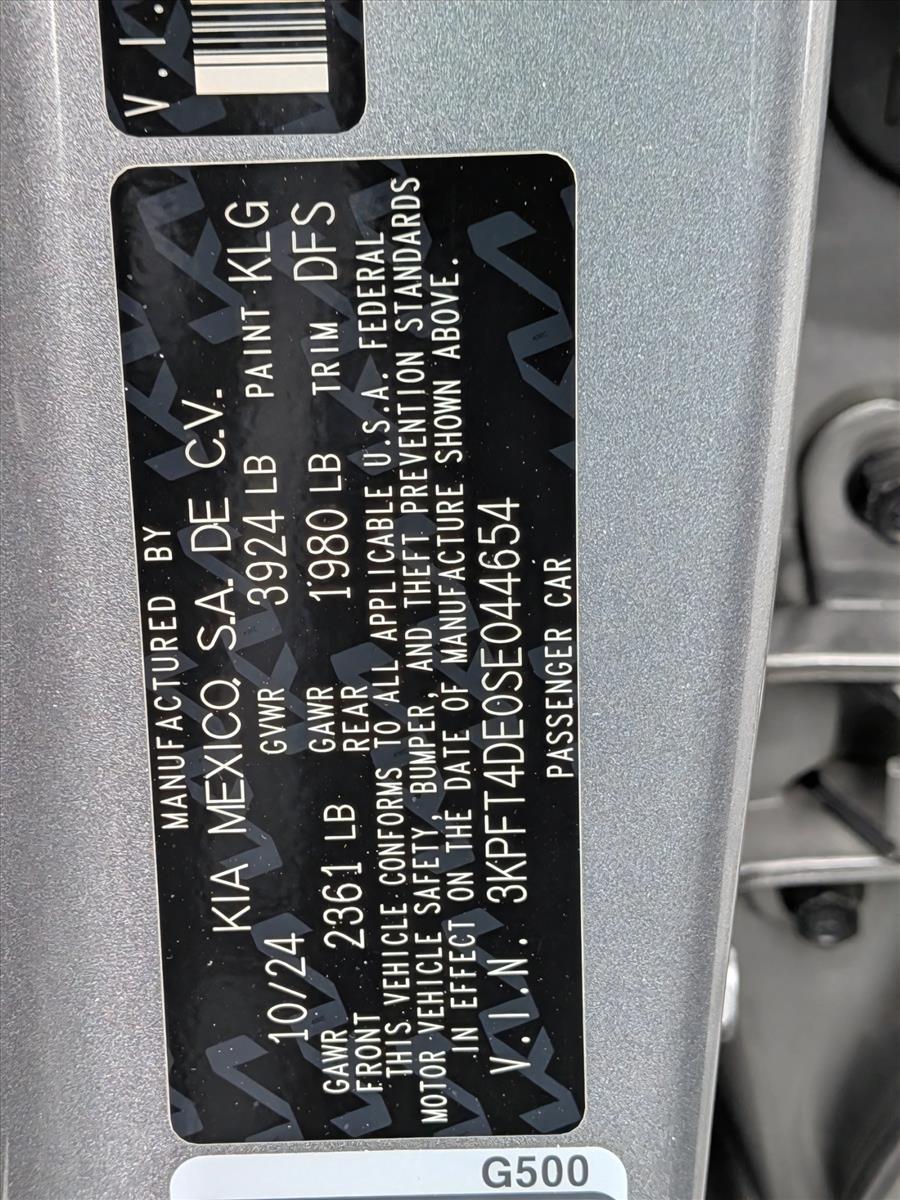 V.I.
MANUFACTURED BY
KIA MEXICO, S.A. DE C.V.
10/24 GVWR 3924 LB PAINT KLG
GAWR FRONT 2361 LB GAWR REAR 1980 LB TRIM DFS
THIS VEHICLE CONFORMS TO ALL APPLICABLE U.S.A. FEDERAL
MOTOR VEHICLE SAFETY, BUMPER, AND THEFT PREVENTION STANDARDS
IN EFFECT ON THE DATE OF MANUFACTURE SHOWN ABOVE.
V.I.N. 3KPFT4DE0SE044654
PASSENGER CAR
G500